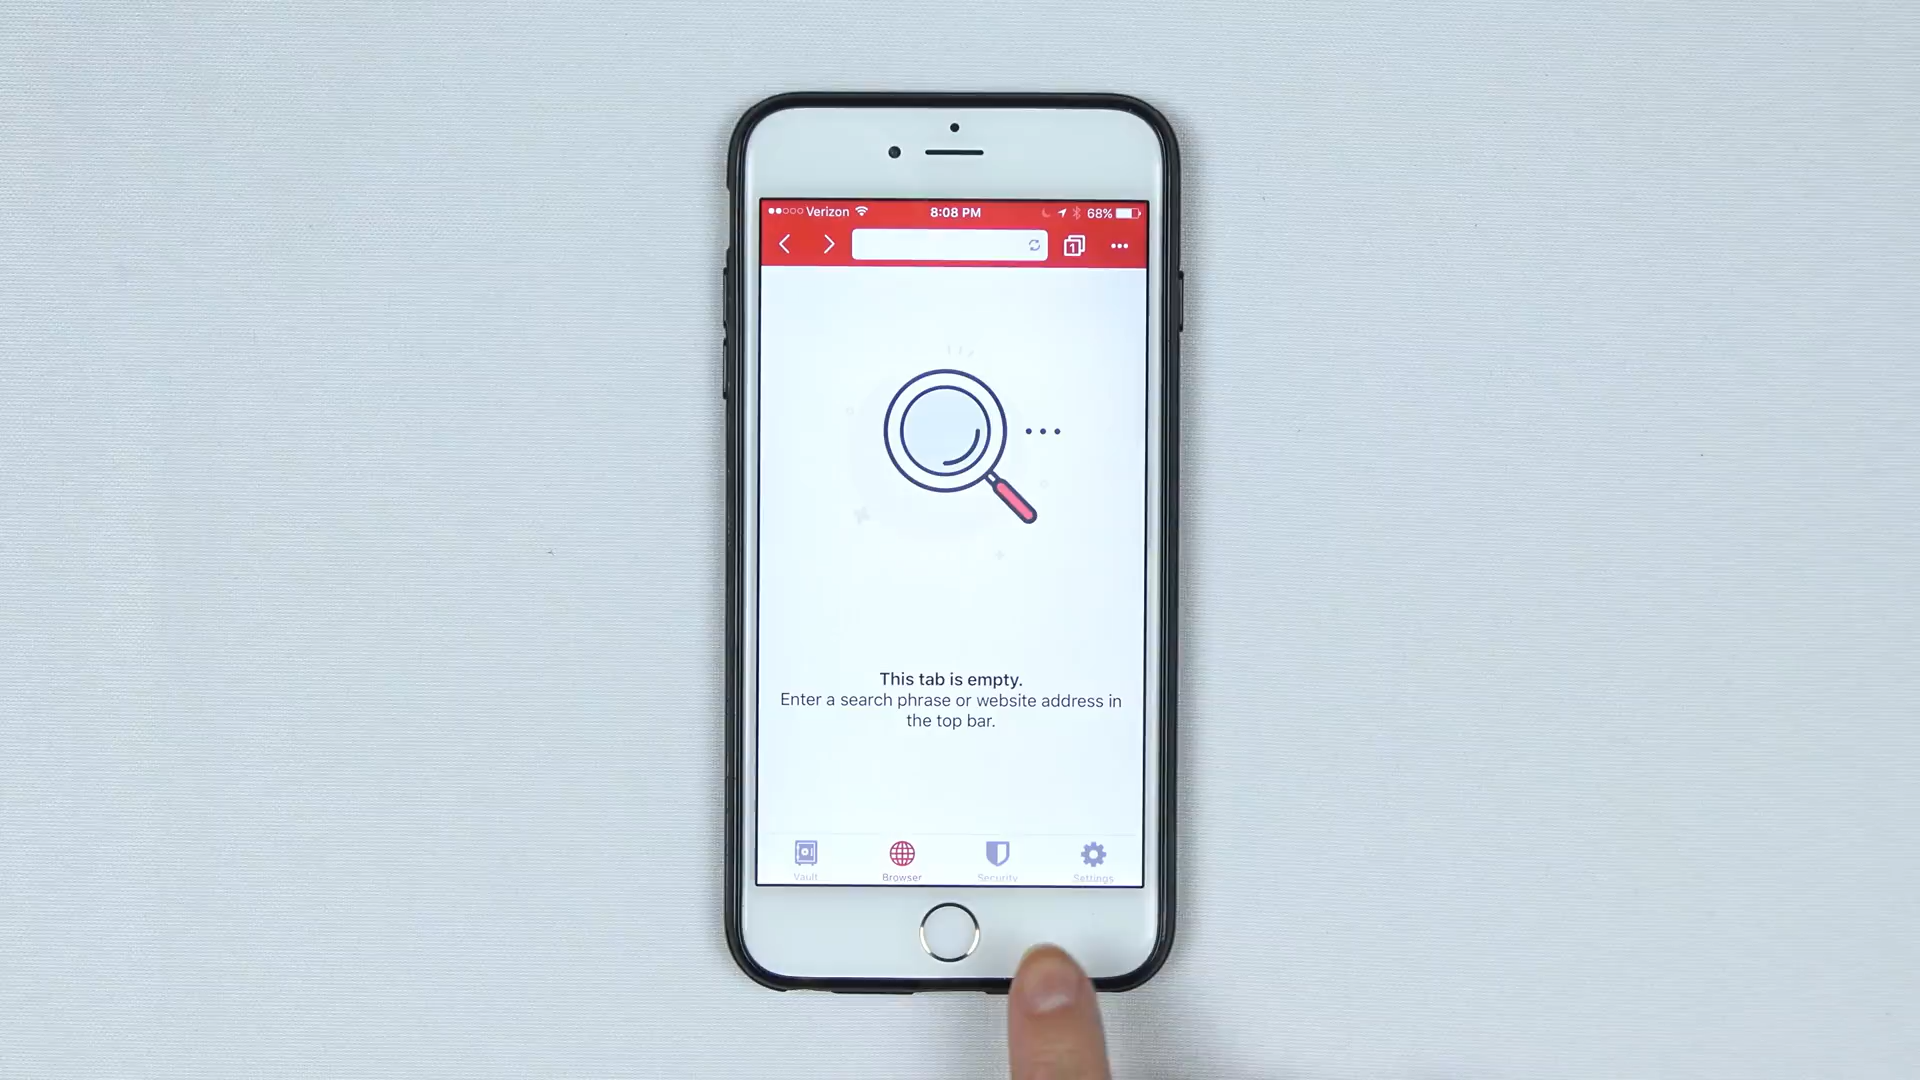 Verizon 8:08 PM 68%
1
This tab is empty.
Enter a search phrase or website address in
the top bar.
Vault Browser Security Settings